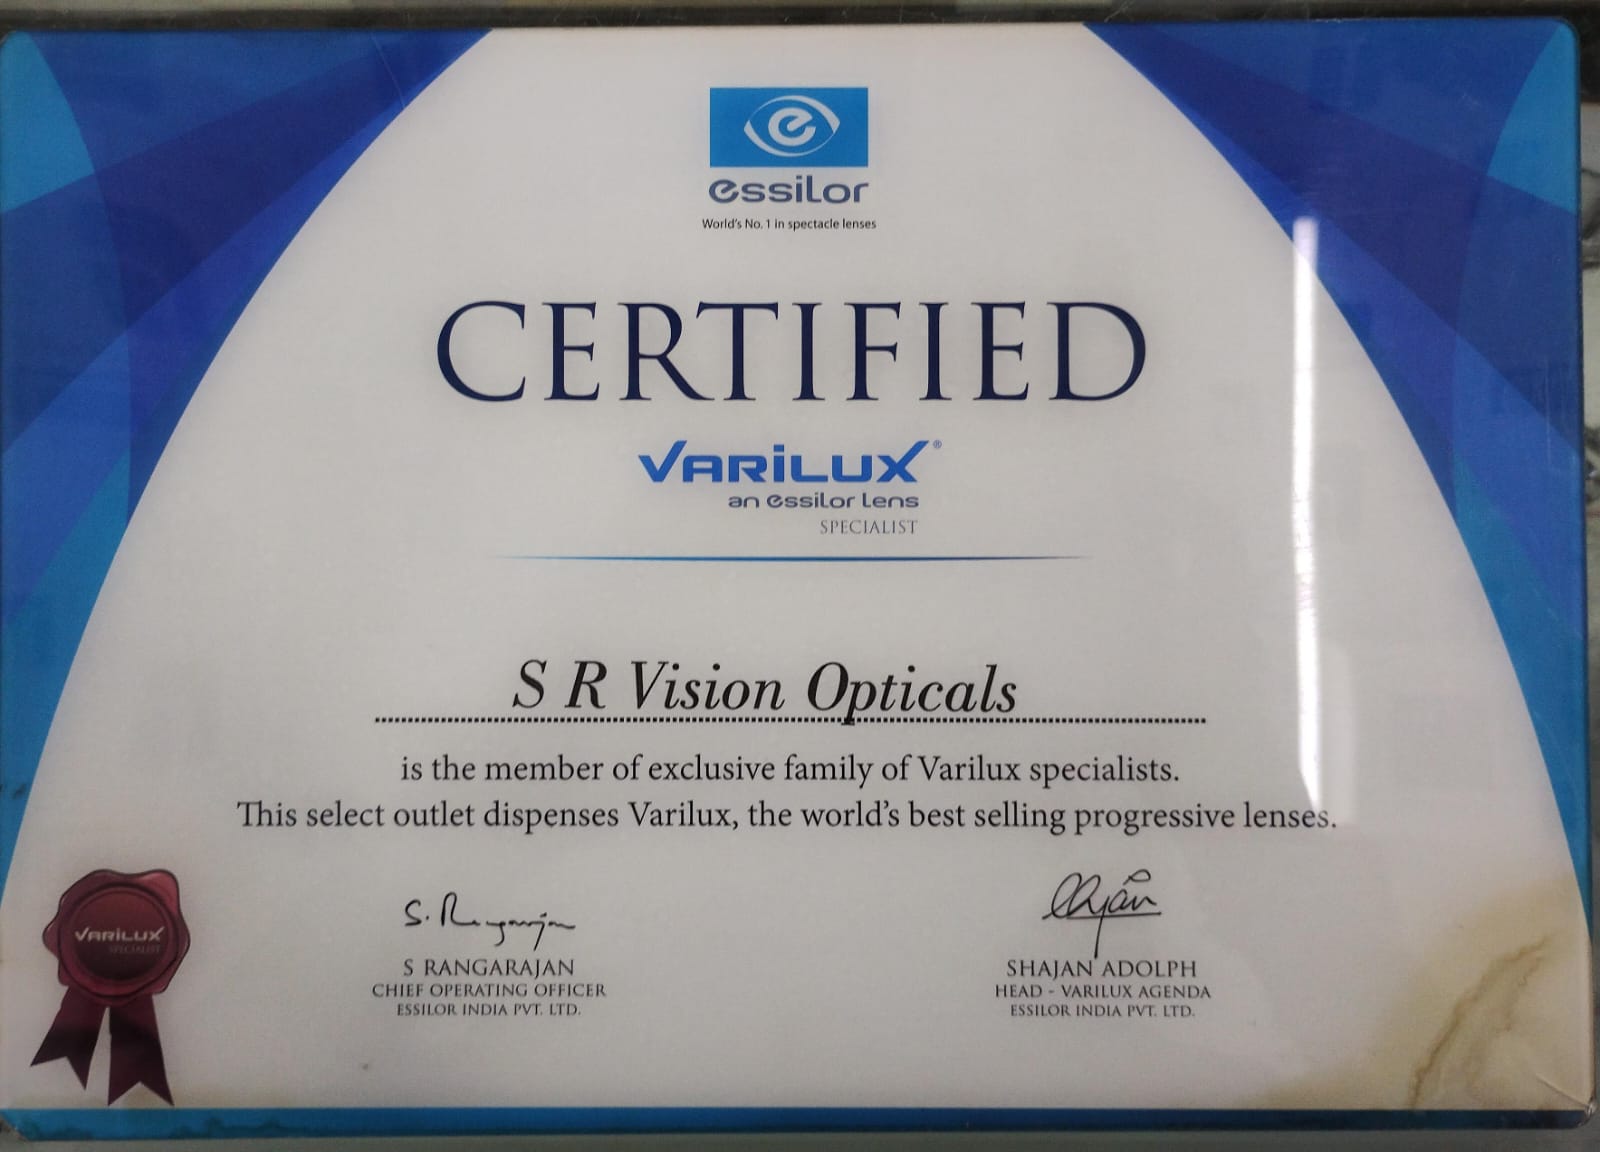 essilor
World's No. 1 in spectacle lenses
CERTIFIED
VARILUX®
an essilor lens
SPECIALIST
S R Vision Opticals
is the member of exclusive family of Varilux specialists.
This select outlet dispenses Varilux, the world's best selling progressive lenses.
VARILUX
SPECIALIST
S. Rangarajan
S RANGARAJAN
CHIEF OPERATING OFFICER
ESSILOR INDIA PVT. LTD.
SHAJAN ADOLPH
HEAD - VARILUX AGENDA
ESSILOR INDIA PVT. LTD.